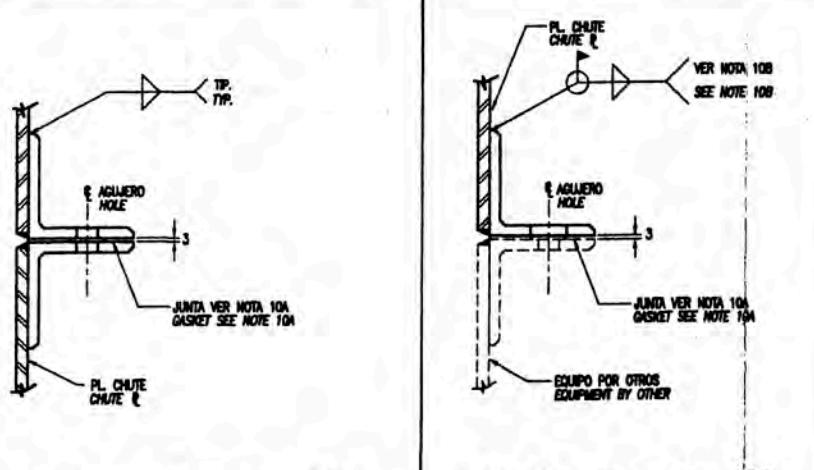 TIP.
TYP.
℄ AGUJERO
HOLE
3
JUNTA VER NOTA 10A
GASKET SEE NOTE 10A
PL. CHUTE
CHUTE ℄
PL. CHUTE
CHUTE ℄
VER NOTA 10B
SEE NOTE 10B
℄ AGUJERO
HOLE
3
JUNTA VER NOTA 10A
GASKET SEE NOTE 10A
EQUIPO POR OTROS
EQUIPMENT BY OTHER